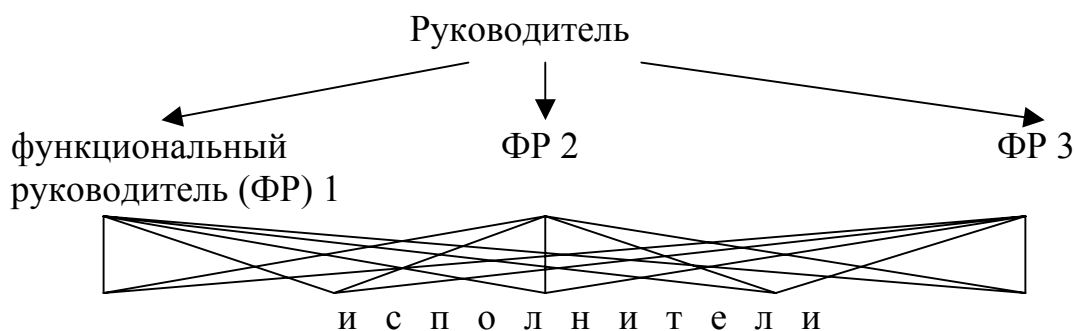 Руководитель
функциональный
руководитель (ФР) 1
ФР 2
ФР 3
и с п о л н и т е л и